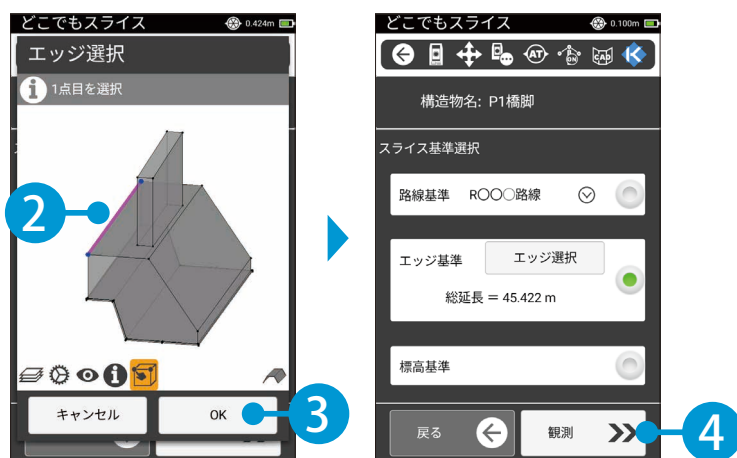 どこでもスライス
0.424m
エッジ選択
1点目を選択
2
キャンセル
OK
3
どこでもスライス
0.100m
AT
ON
CAD
構造物名: P1橋脚
スライス基準選択
路線基準 R〇〇〇路線
エッジ基準 エッジ選択
総延長 = 45.422 m
標高基準
戻る
観測
4